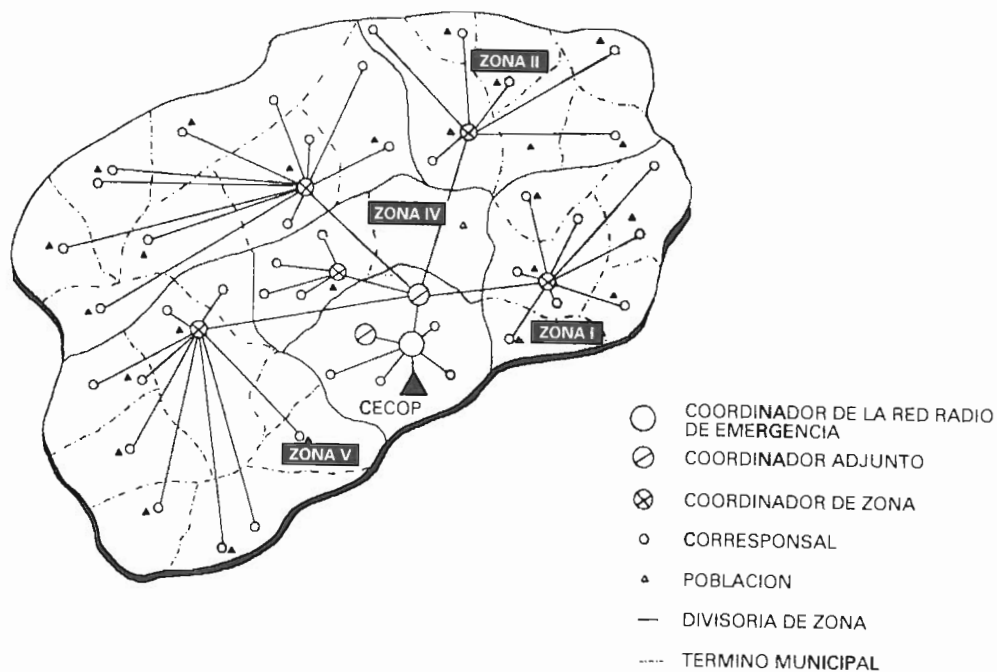 ZONA II
ZONA IV
ZONA I
CECOP
ZONA V
COORDINADOR DE LA RED RADIO
DE EMERGENCIA
COORDINADOR ADJUNTO
COORDINADOR DE ZONA
CORRESPONSAL
POBLACION
DIVISORIA DE ZONA
TERMINO MUNICIPAL